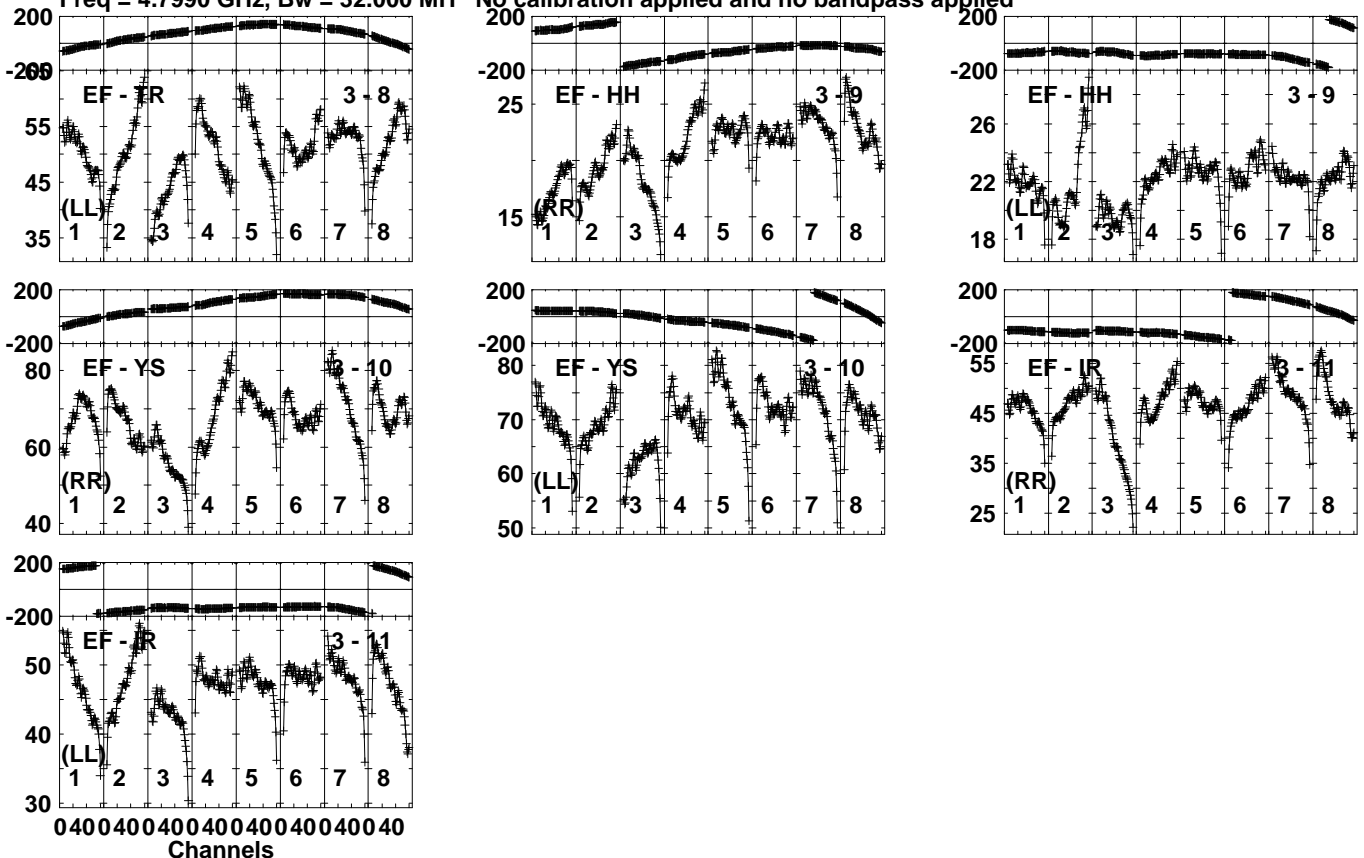 Freq = 4.7990 GHz, Bw = 32.000 MH No calibration applied and no bandpass applied
200
-200
65
55
45
35
EF - TR 3 - 8
(LL)
1 2 3 4 5 6 7 8
200
-200
25
15
EF - HH 3 - 9
(RR)
1 2 3 4 5 6 7 8
200
-200
26
22
18
EF - HH 3 - 9
(LL)
1 2 3 4 5 6 7 8
200
-200
80
60
40
EF - YS 3 - 10
(RR)
1 2 3 4 5 6 7 8
200
-200
80
70
60
50
EF - YS 3 - 10
(LL)
1 2 3 4 5 6 7 8
200
-200
55
45
35
25
EF - IR 3 - 11
(RR)
1 2 3 4 5 6 7 8
200
-200
50
40
30
EF - IR 3 - 11
(LL)
1 2 3 4 5 6 7 8
0 40 0 40 0 40 0 40 0 40 0 40 0 40 0 40
Channels